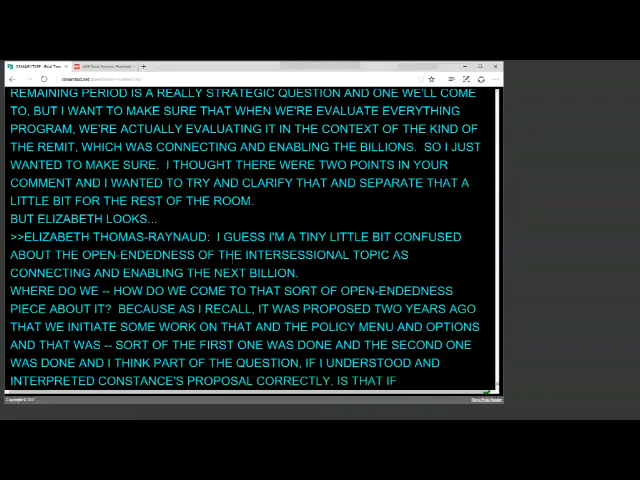 streamtext.net
REMAINING PERIOD IS A REALLY STRATEGIC QUESTION AND ONE WE'LL COME
TO, BUT I WANT TO MAKE SURE THAT WHEN WE'RE EVALUATE EVERYTHING
PROGRAM, WE'RE ACTUALLY EVALUATING IT IN THE CONTEXT OF THE KIND OF
THE REMIT, WHICH WAS CONNECTING AND ENABLING THE BILLIONS.  SO I JUST
WANTED TO MAKE SURE.  I THOUGHT THERE WERE TWO POINTS IN YOUR
COMMENT AND I WANTED TO TRY AND CLARIFY THAT AND SEPARATE THAT A
LITTLE BIT FOR THE REST OF THE ROOM.
BUT ELIZABETH LOOKS...
>>ELIZABETH THOMAS-RAYNAUD:  I GUESS I'M A TINY LITTLE BIT CONFUSED
ABOUT THE OPEN-ENDEDNESS OF THE INTERSESSIONAL TOPIC AS
CONNECTING AND ENABLING THE NEXT BILLION.
WHERE DO WE -- HOW DO WE COME TO THAT SORT OF OPEN-ENDEDNESS
PIECE ABOUT IT?  BECAUSE AS I RECALL, IT WAS PROPOSED TWO YEARS AGO
THAT WE INITIATE SOME WORK ON THAT AND THE POLICY MENU AND OPTIONS
AND THAT WAS -- SORT OF THE FIRST ONE WAS DONE AND THE SECOND ONE
WAS DONE AND I THINK PART OF THE QUESTION, IF I UNDERSTOOD AND
INTERPRETED CONSTANCE'S PROPOSAL CORRECTLY, IS THAT IF